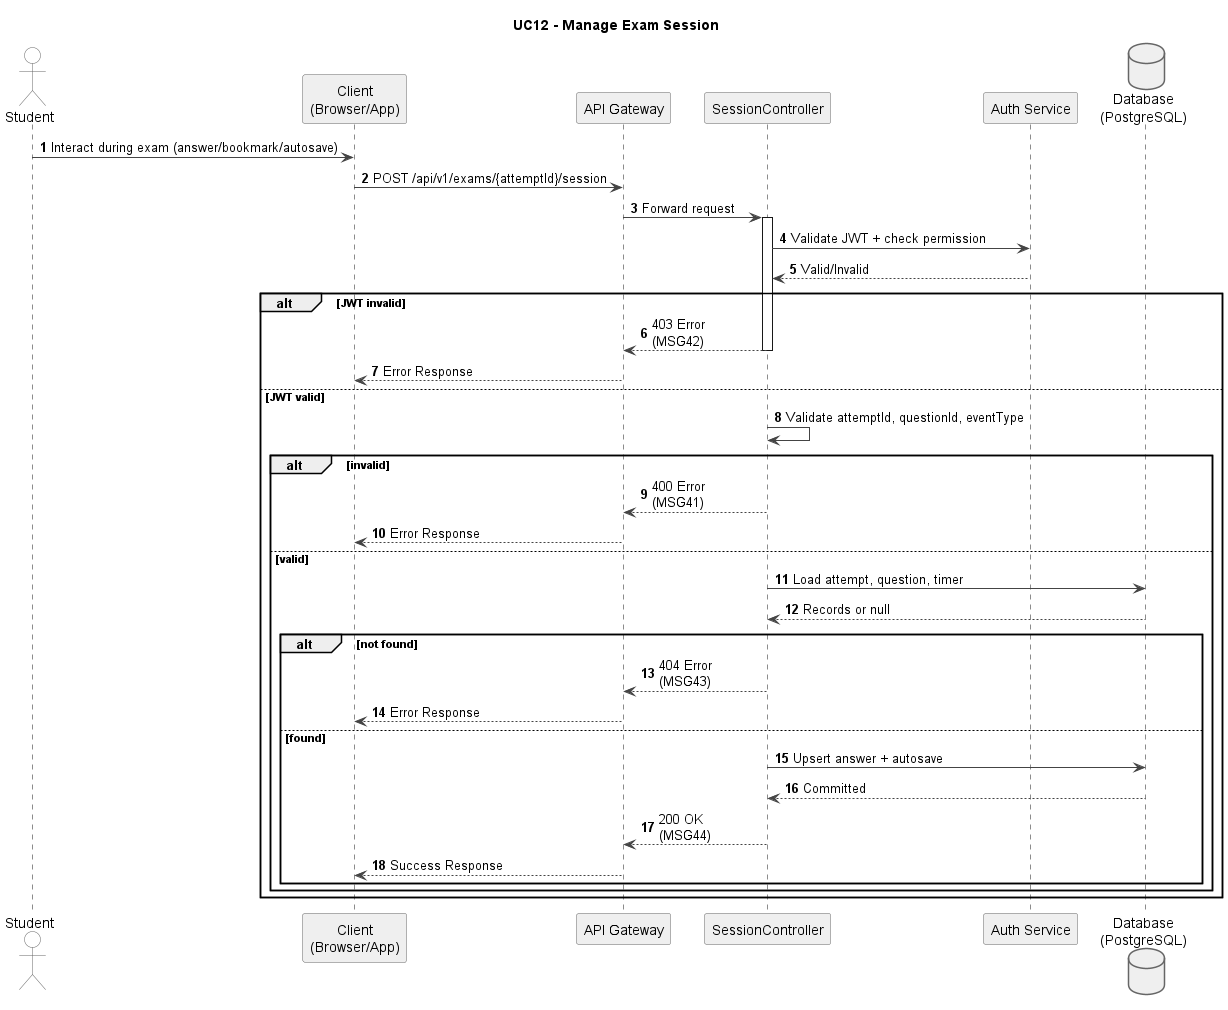 UC12 - Manage Exam Session
Student
Client
(Browser/App)
API Gateway
SessionController
Auth Service
Database
(PostgreSQL)
1 Interact during exam (answer/bookmark/autosave)
2 POST /api/v1/exams/{attemptId}/session
3 Forward request
4 Validate JWT + check permission
5 Valid/Invalid
alt [JWT invalid]
6 403 Error
(MSG42)
7 Error Response
[JWT valid]
8 Validate attemptId, questionId, eventType
alt [invalid]
9 400 Error
(MSG41)
10 Error Response
[valid]
11 Load attempt, question, timer
12 Records or null
alt [not found]
13 404 Error
(MSG43)
14 Error Response
[found]
15 Upsert answer + autosave
16 Committed
17 200 OK
(MSG44)
18 Success Response
Student
Client
(Browser/App)
API Gateway
SessionController
Auth Service
Database
(PostgreSQL)